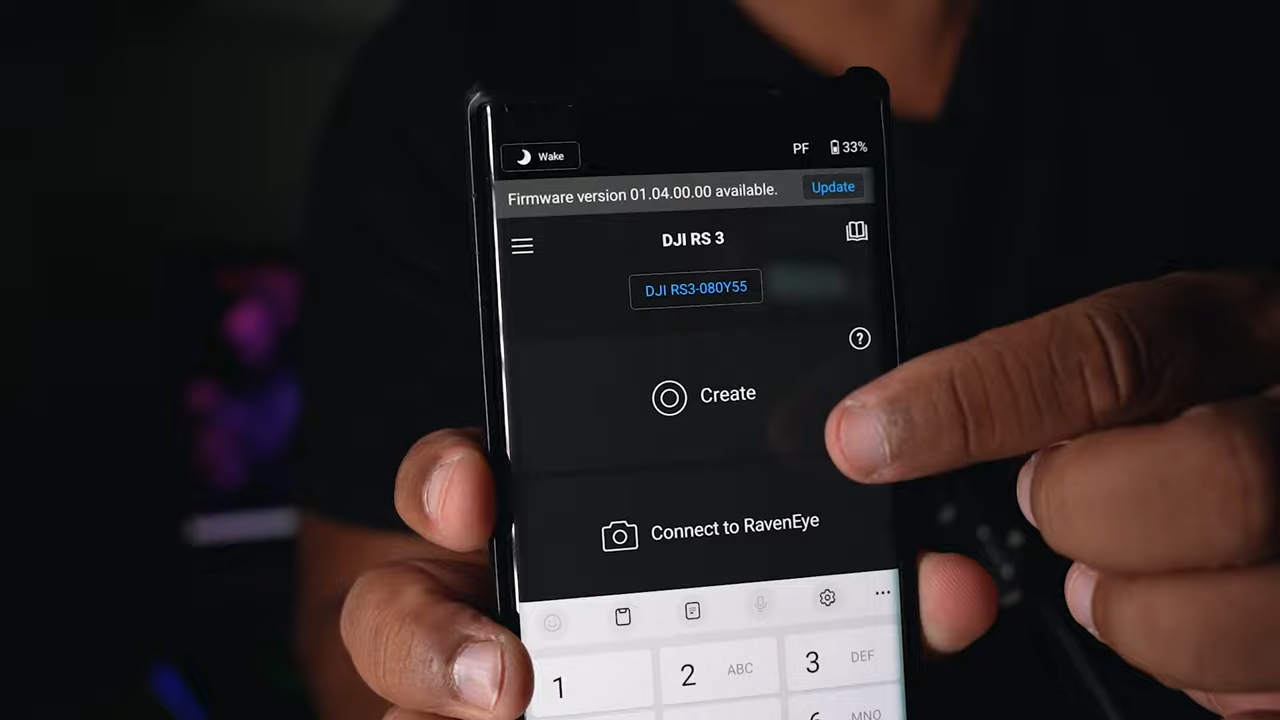 Wake
PF 33%
Firmware version 01.04.00.00 available. Update
DJI RS 3
DJI RS3-080Y55
?
Create
Connect to RavenEye
1 2 ABC 3 DEF
MNO